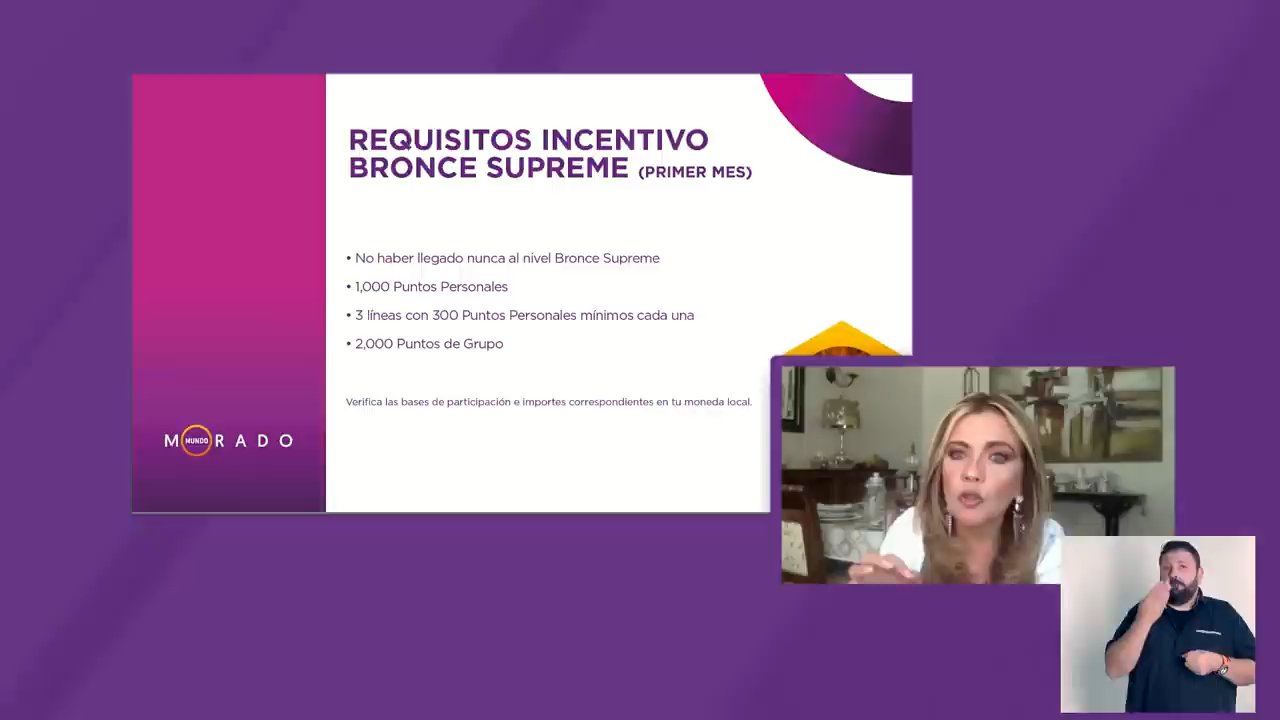 REQUISITOS INCENTIVO
BRONCE SUPREME (PRIMER MES)
• No haber llegado nunca al nivel Bronce Supreme
• 1,000 Puntos Personales
• 3 líneas con 300 Puntos Personales mínimos cada una
• 2,000 Puntos de Grupo
Verifica las bases de participación e importes correspondientes en tu moneda local.
M MUNDO RADO